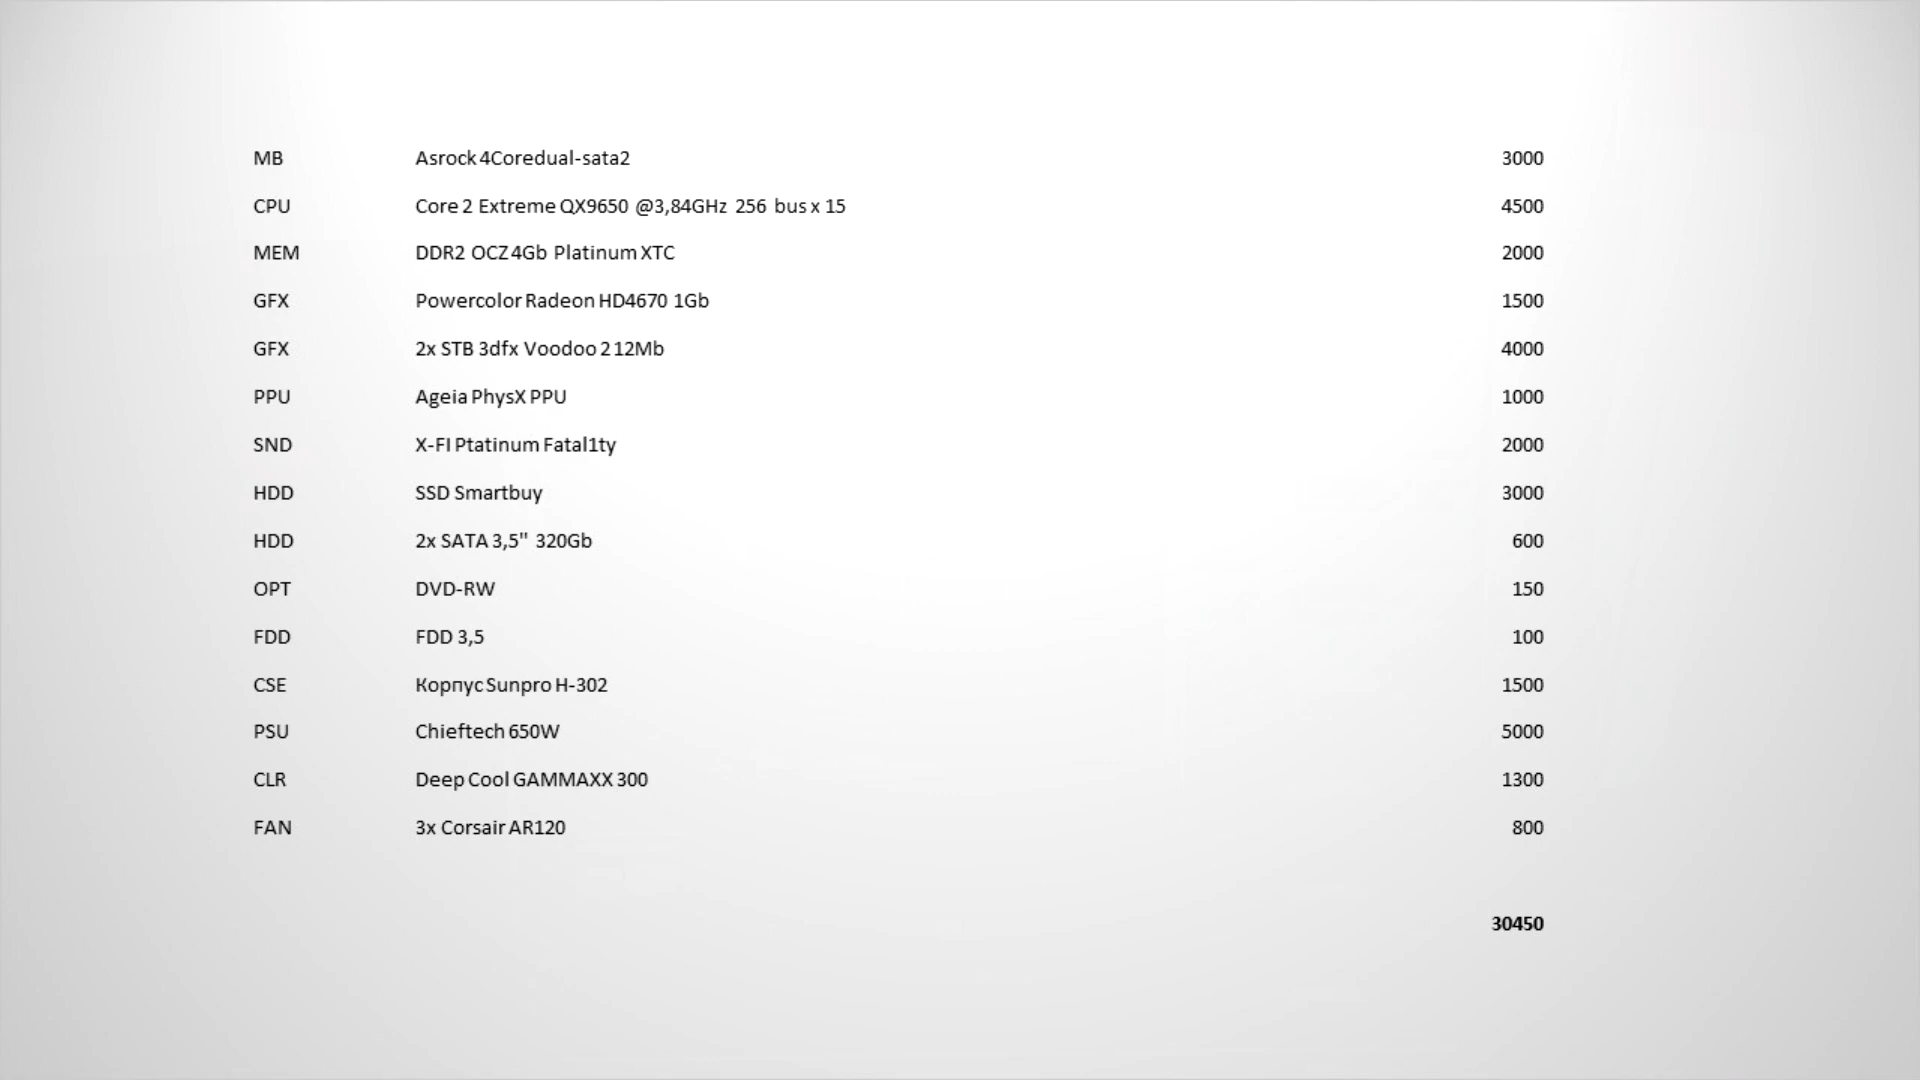 MB Asrock 4Coredual-sata2 3000
CPU Core 2 Extreme QX9650 @3,84GHz 256 bus x 15 4500
MEM DDR2 OCZ 4Gb Platinum XTC 2000
GFX Powercolor Radeon HD4670 1Gb 1500
GFX 2x STB 3dfx Voodoo 2 12Mb 4000
PPU Ageia PhysX PPU 1000
SND X-FI Ptatinum Fatal1ty 2000
HDD SSD Smartbuy 3000
HDD 2x SATA 3,5" 320Gb 600
OPT DVD-RW 150
FDD FDD 3,5 100
CSE Корпус Sunpro H-302 1500
PSU Chieftech 650W 5000
CLR Deep Cool GAMMAXX 300 1300
FAN 3x Corsair AR120 800
30450